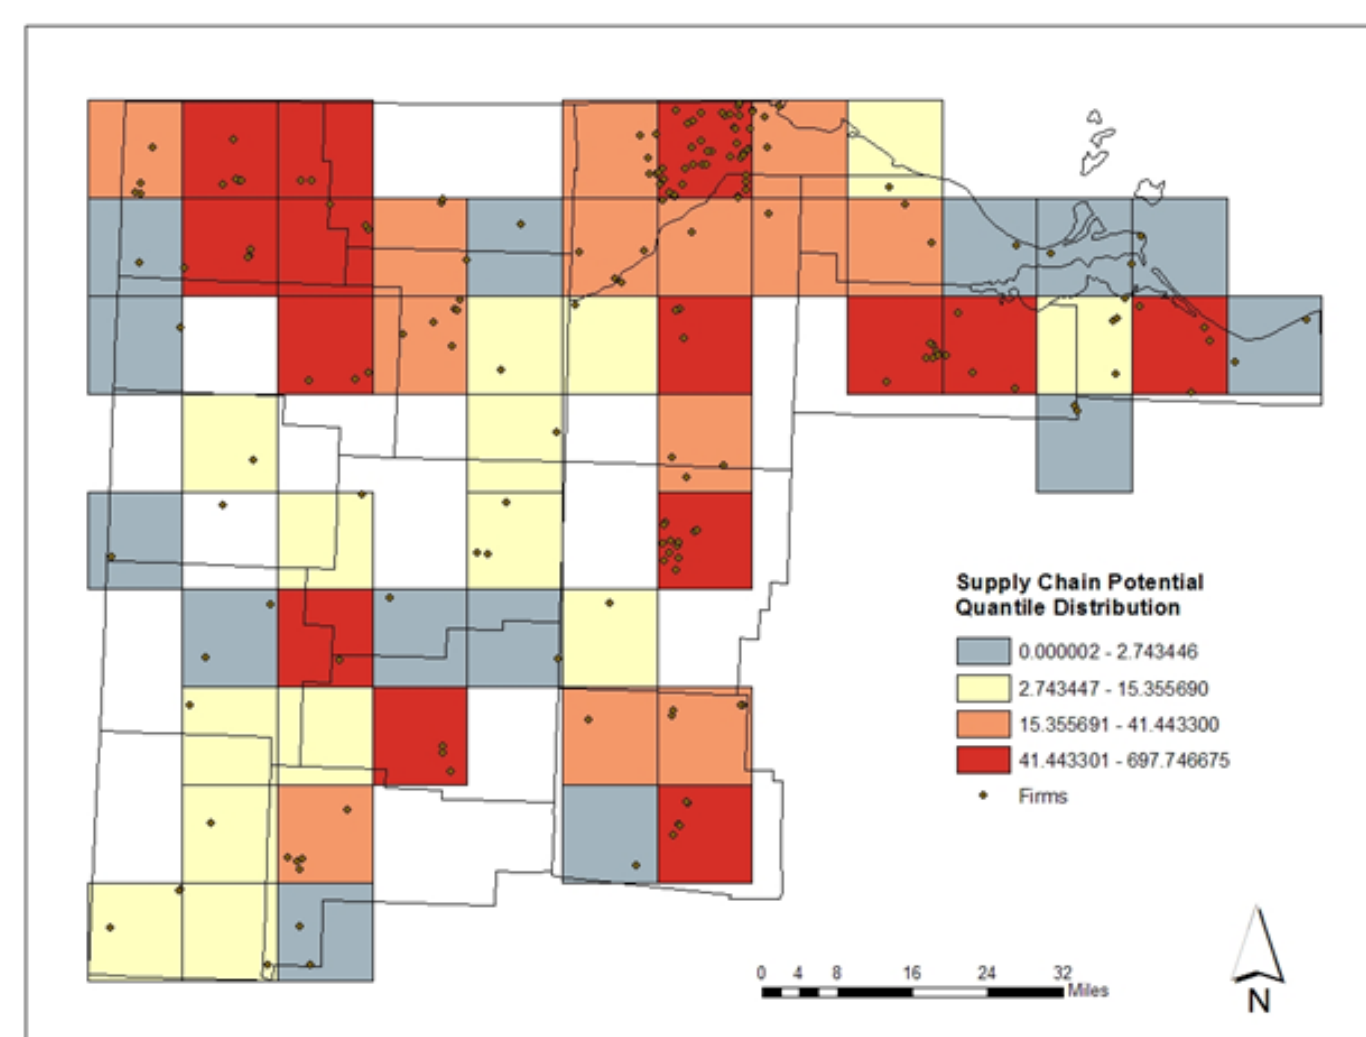 Supply Chain Potential
Quantile Distribution
0.000002 - 2.743446
2.743447 - 15.355690
15.355691 - 41.443300
41.443301 - 697.746675
Firms
0 4 8 16 24 32
Miles
N